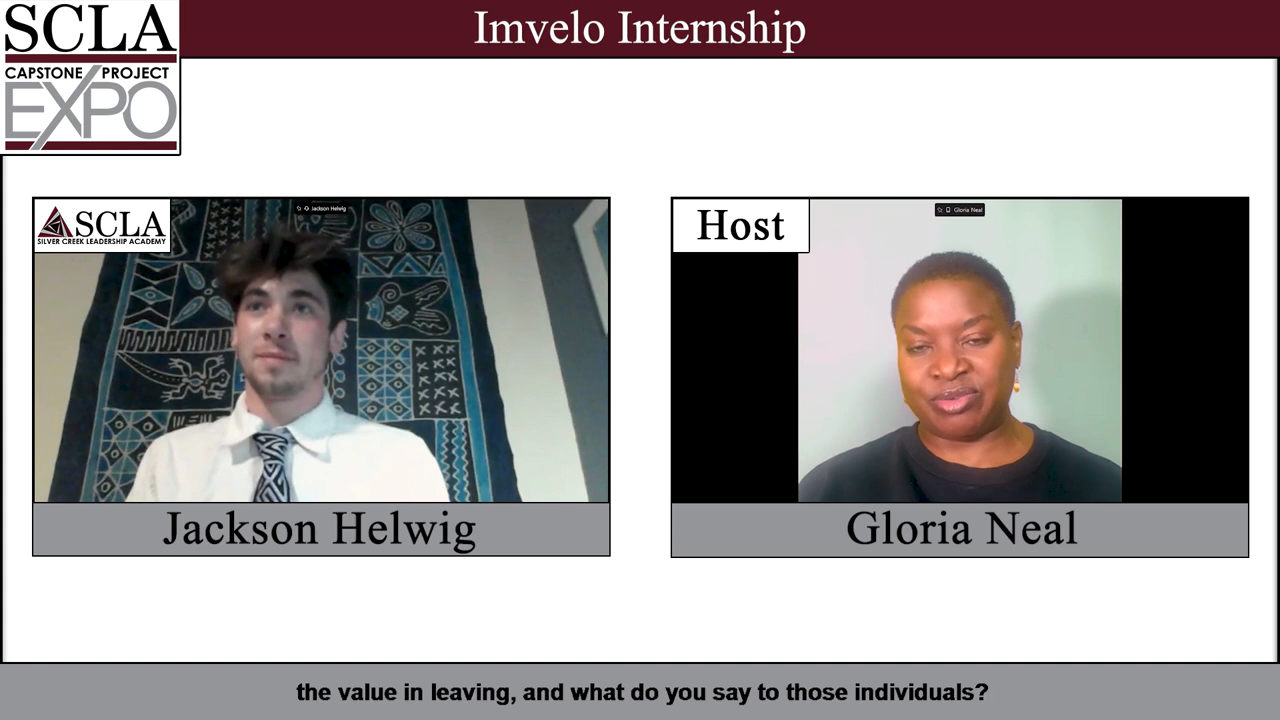 SCLA
CAPSTONE PROJECT
EXPO
Imvelo Internship
SCLA
SILVER CREEK LEADERSHIP ACADEMY
Jackson Helwig
Jackson Helwig
Host
Gloria Neal
Gloria Neal
the value in leaving, and what do you say to those individuals?